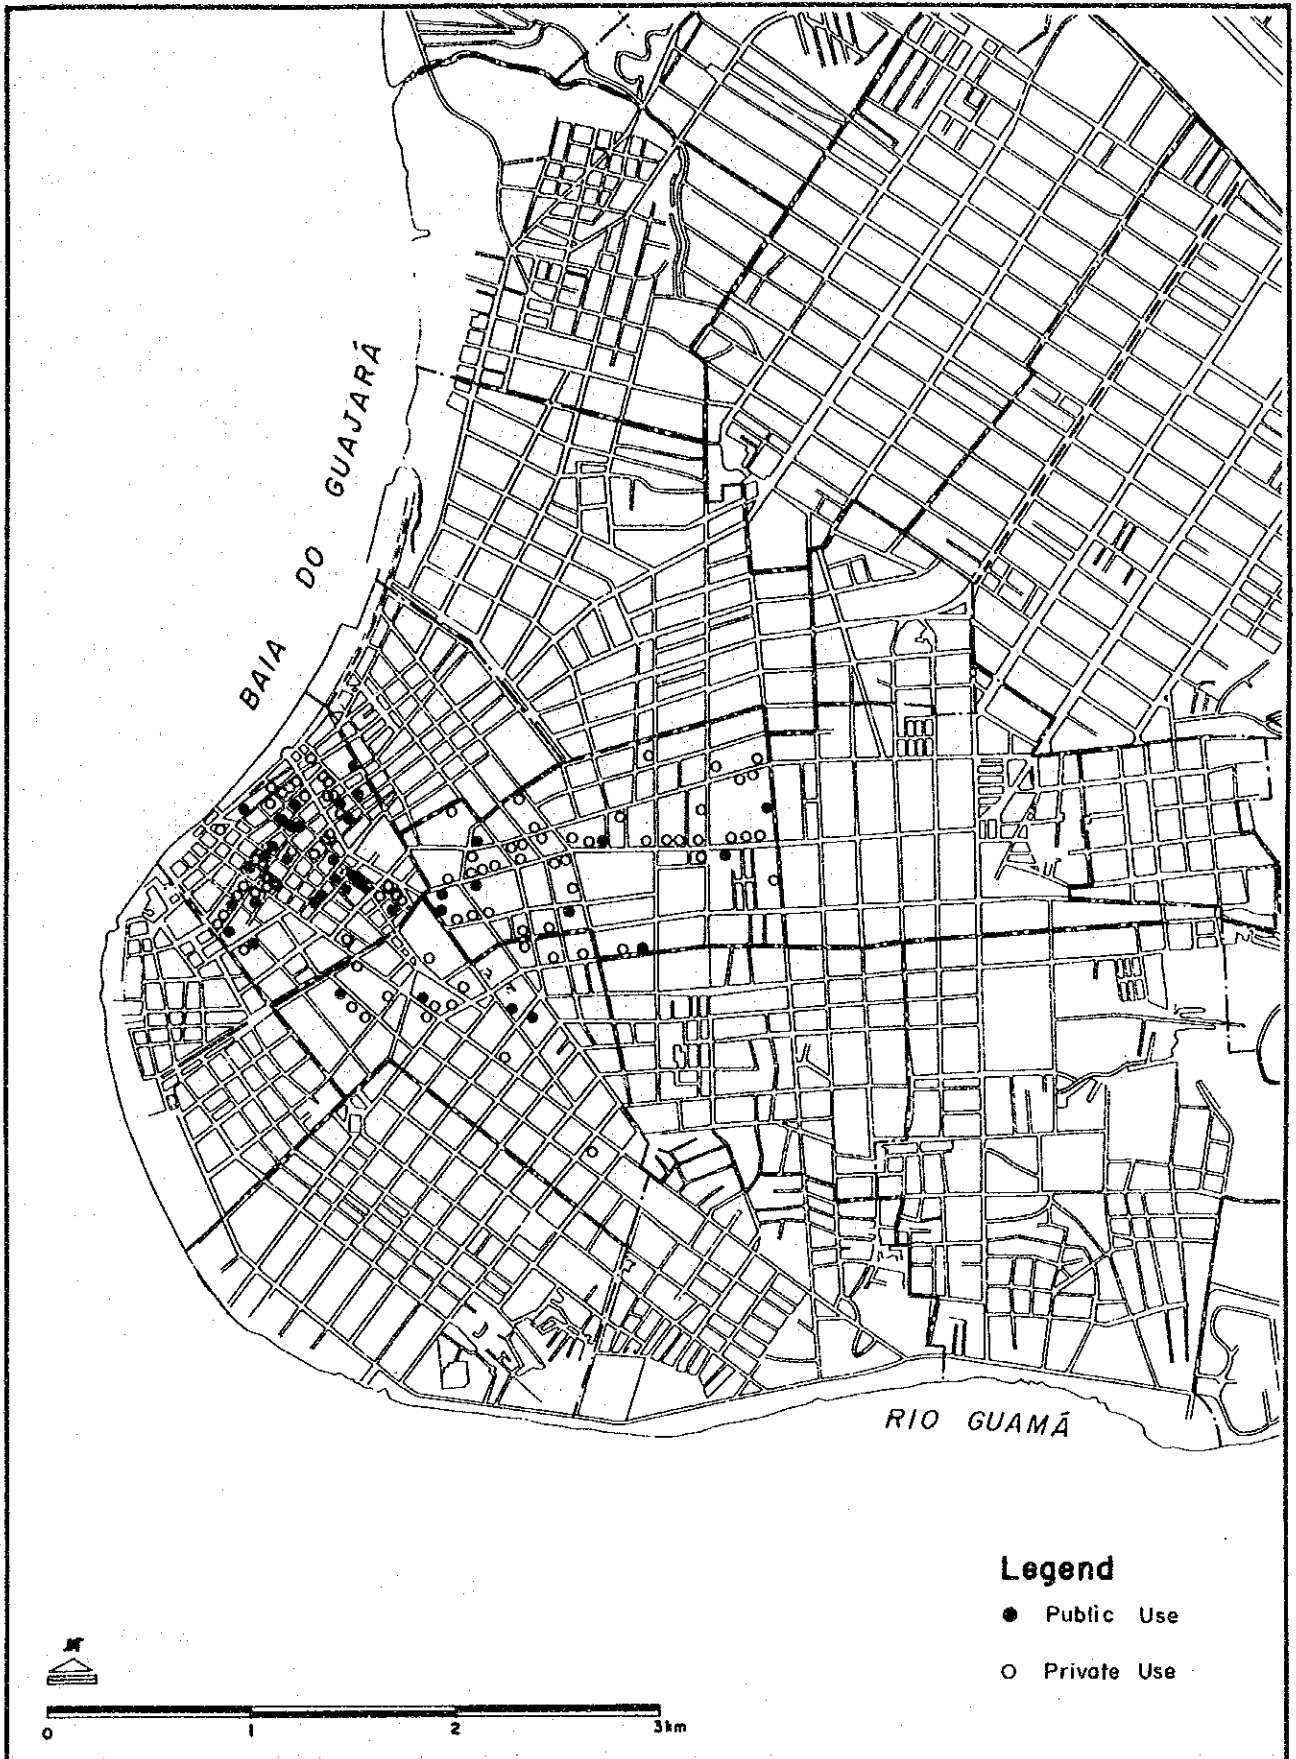 BAIA DO GUAJARÁ
RIO GUAMÁ
Legend
● Public Use
○ Private Use
N
0 1 2 3km